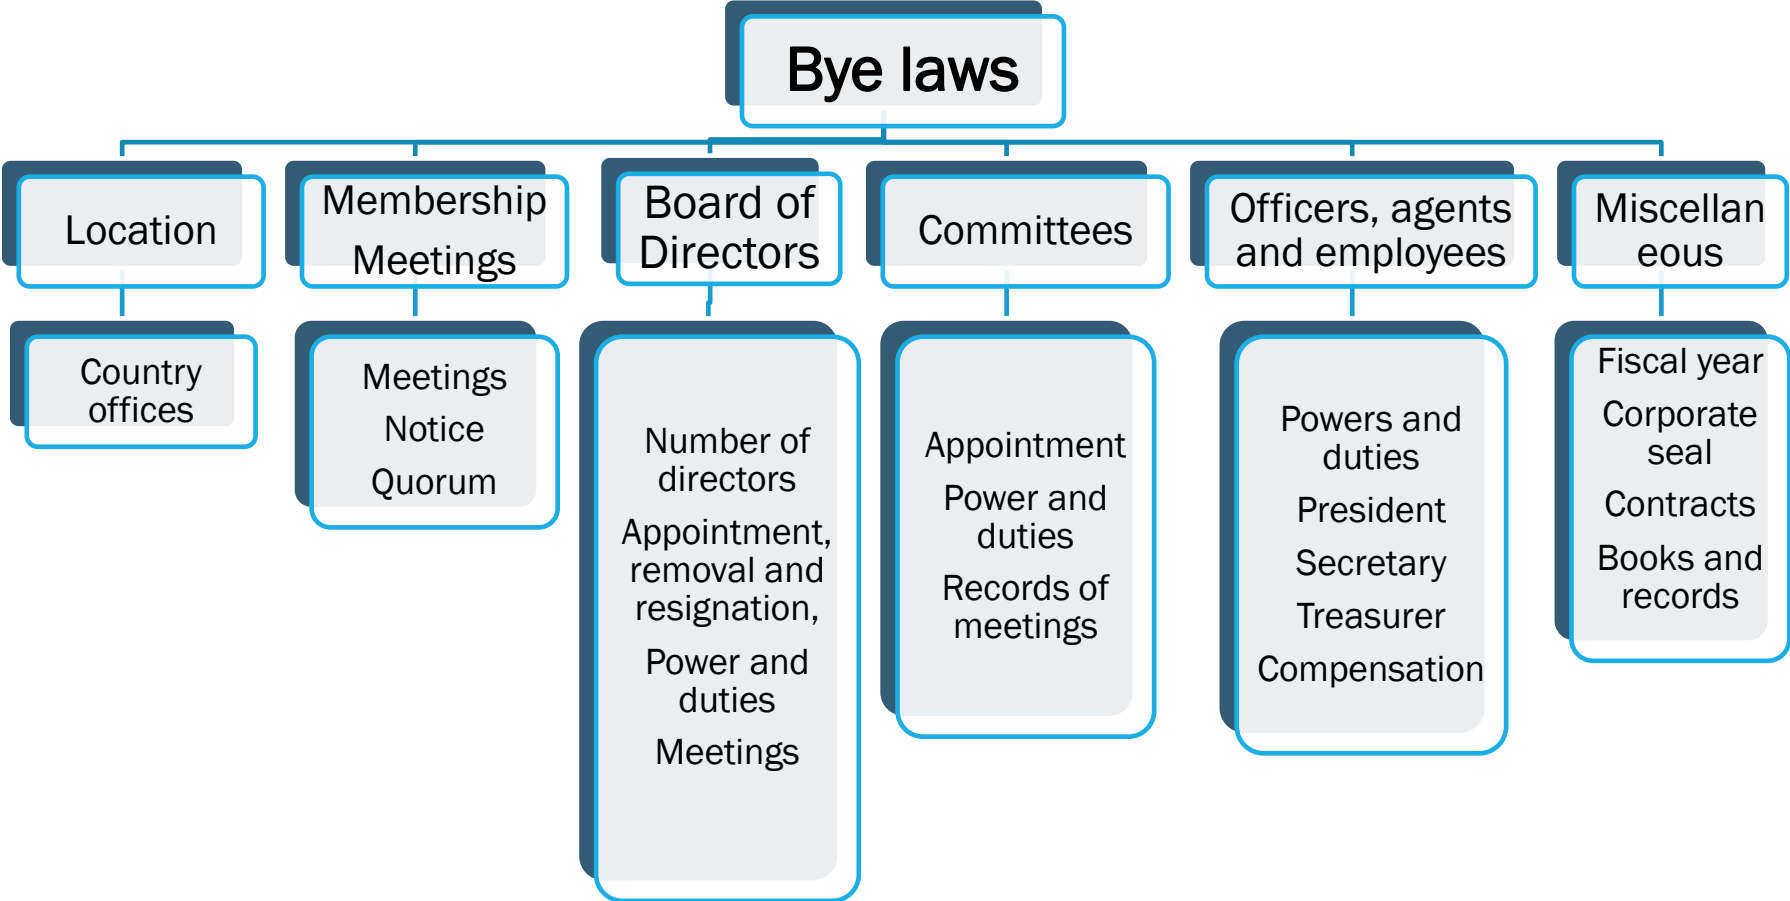 Bye laws
Location
Membership
Meetings
Board of
Directors
Committees
Officers, agents
and employees
Miscellan
eous
Country
offices
Meetings
Notice
Quorum
Number of
directors
Appointment,
removal and
resignation,
Power and
duties
Meetings
Appointment
Power and
duties
Records of
meetings
Powers and
duties
President
Secretary
Treasurer
Compensation
Fiscal year
Corporate
seal
Contracts
Books and
records